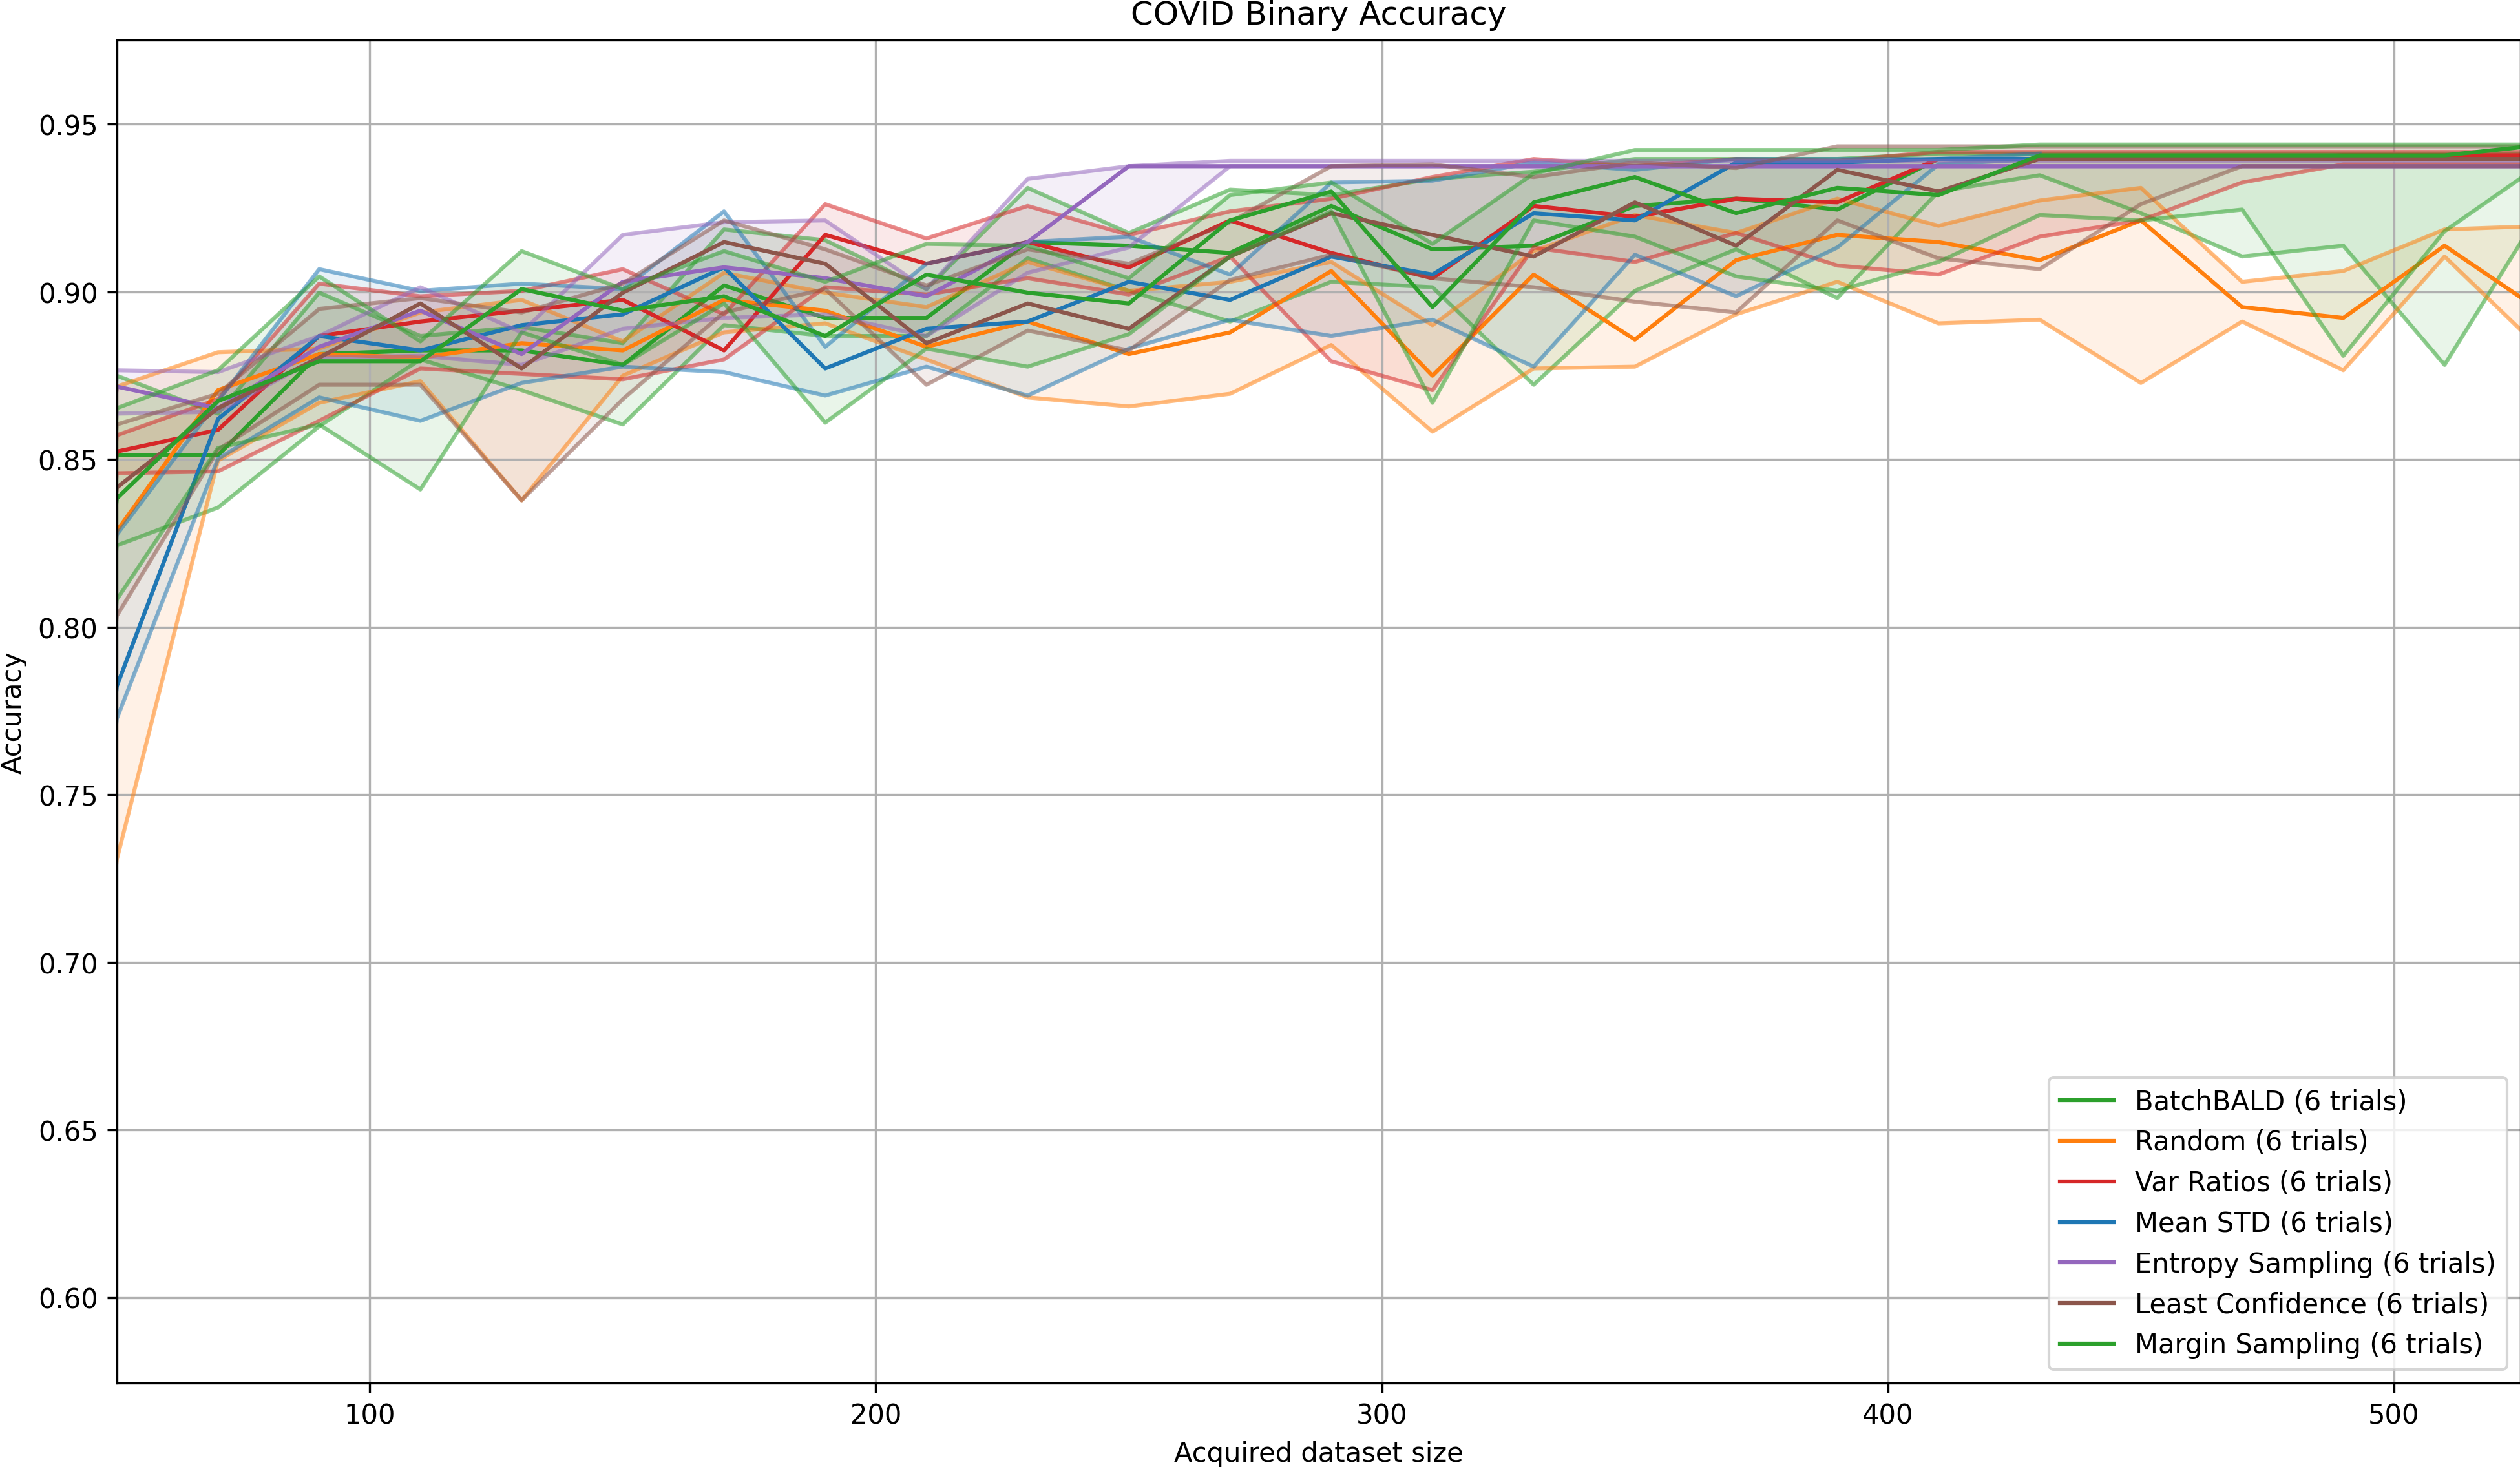 COVID Binary Accuracy
0.95
0.90
0.85
0.80
0.75
0.70
0.65
0.60
Accuracy
100
200
300
400
500
Acquired dataset size
BatchBALD (6 trials)
Random (6 trials)
Var Ratios (6 trials)
Mean STD (6 trials)
Entropy Sampling (6 trials)
Least Confidence (6 trials)
Margin Sampling (6 trials)